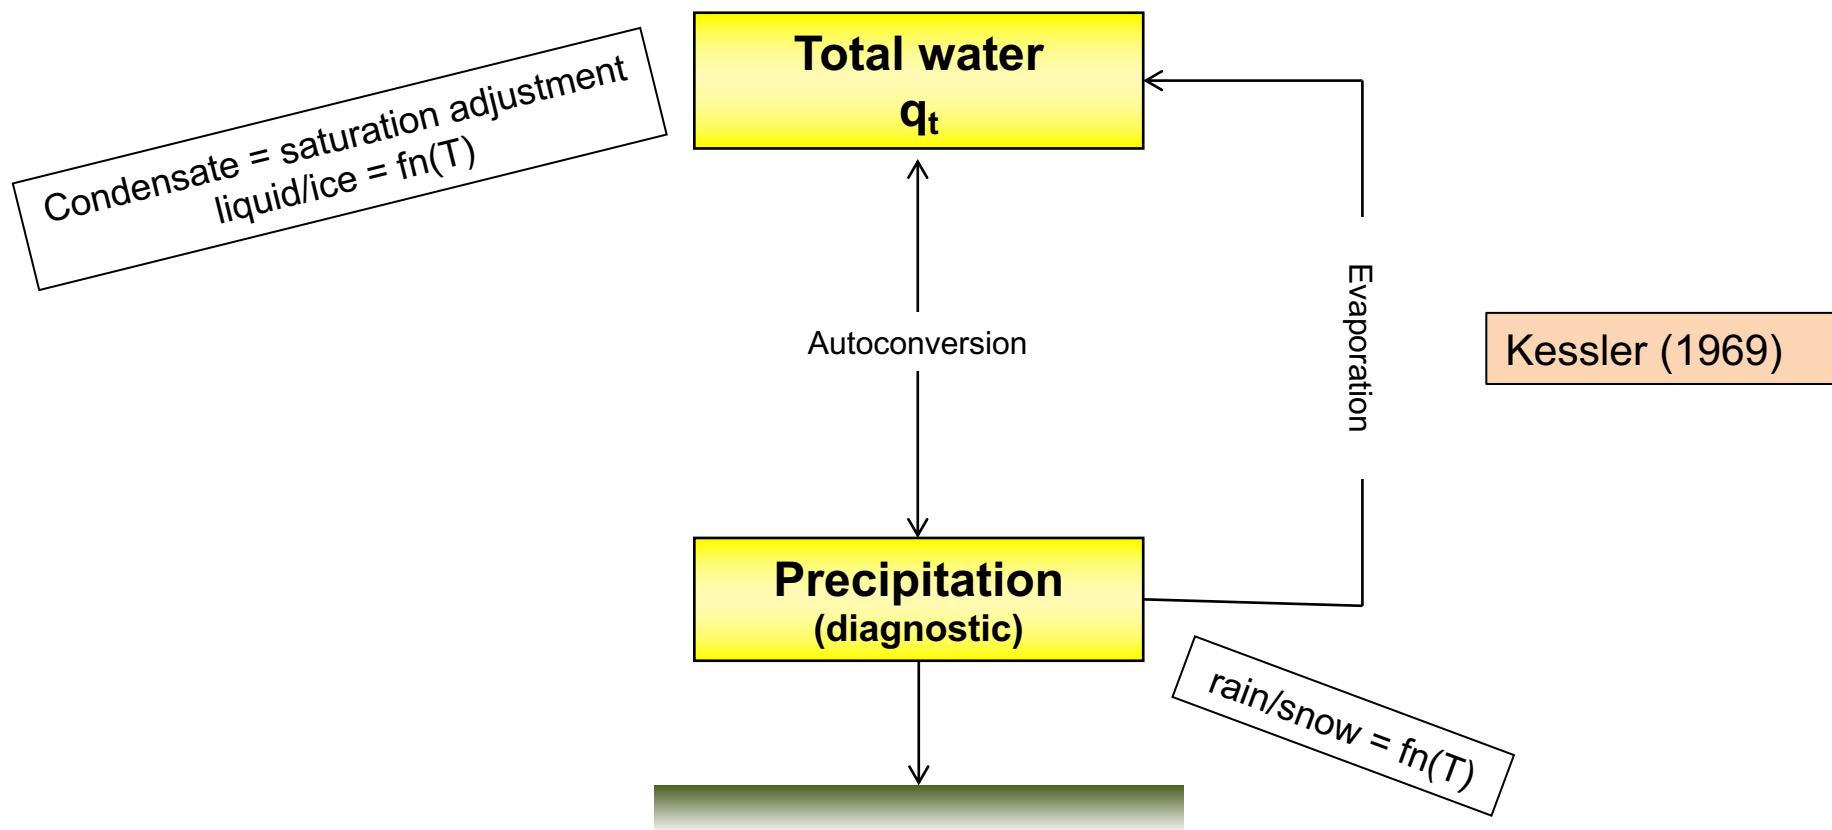 Total water
qₜ
Condensate = saturation adjustment
liquid/ice = fn(T)
Autoconversion
Evaporation
Kessler (1969)
Precipitation
(diagnostic)
rain/snow = fn(T)